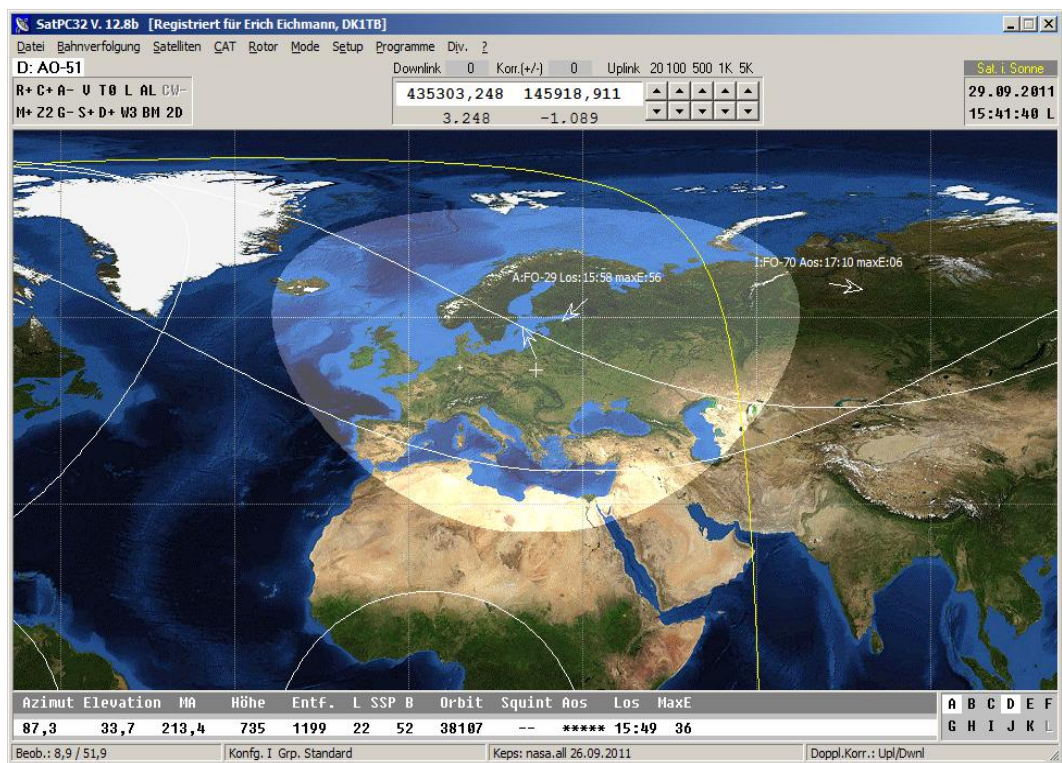 SatPC32 V. 12.8b [Registriert für Erich Eichmann, DK1TB]
Datei Bahnverfolgung Satelliten CAT Rotor Mode Setup Programme Djv. ?
D: AO-51
Downlink 0 Korr.(+/-) 0 Uplink 20 100 500 1K 5K
Sat. i. Sonne
R+ C+ A- V T0 L AL CW-
435303,248 145918,911
29.09.2011
M+ Z2 G- S+ D+ W3 BM 2D
3.248 -1.089
15:41:40 L
I:FO-70 Aos:17:10 maxE:06
A:FO-29 Los:15:58 maxE:56
Azimut Elevation MA Höhe Entf. L SSP B Orbit Squint Aos Los MaxE
A B C D E F
87,3 33,7 213,4 735 1199 22 52 38107 -- ***** 15:49 36
G H I J K L
Beob.: 8,9 / 51,9 Konfg. I Grp. Standard Keps: nasa.all 26.09.2011 Doppl.Korr.: Upl/Dwnl